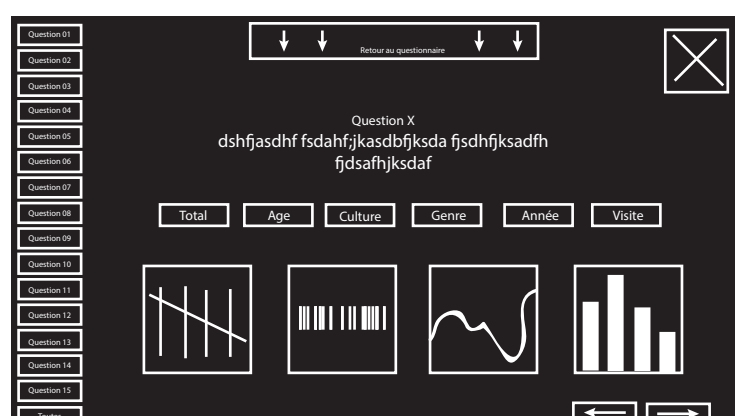 Question 01
Question 02
Question 03
Question 04
Question 05
Question 06
Question 07
Question 08
Question 09
Question 10
Question 11
Question 12
Question 13
Question 14
Question 15
Toutes
Retour au questionnaire
Question X
dshfjasdhf fsdahf;jkasdbfjksda fjsdhfjksadfh
fjdsafhjksdaf
Total Age Culture Genre Année Visite